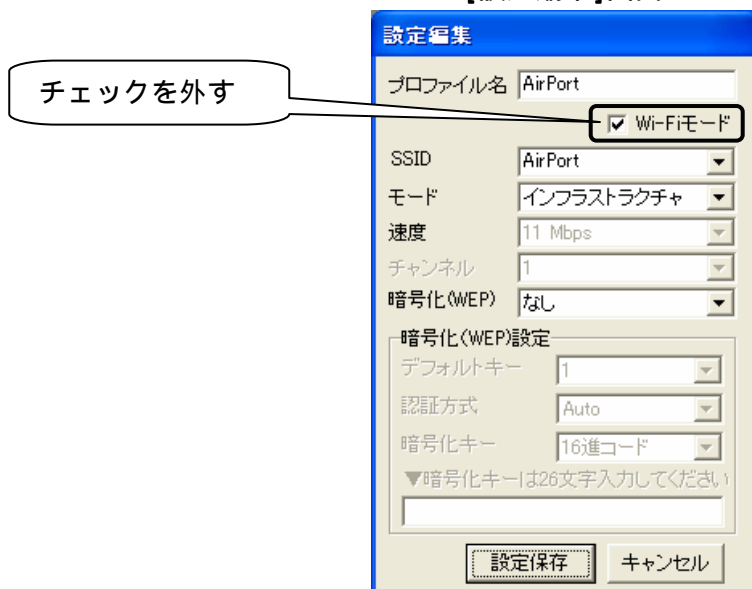 設定編集
チェックを外す
プロファイル名 AirPort
Wi-Fiモード
SSID AirPort
モード インフラストラクチャ
速度 11 Mbps
チャンネル 1
暗号化(WEP) なし
暗号化(WEP)設定
デフォルトキー 1
認証方式 Auto
暗号化キー 16進コード
▼暗号化キーは26文字入力してください
設定保存 キャンセル